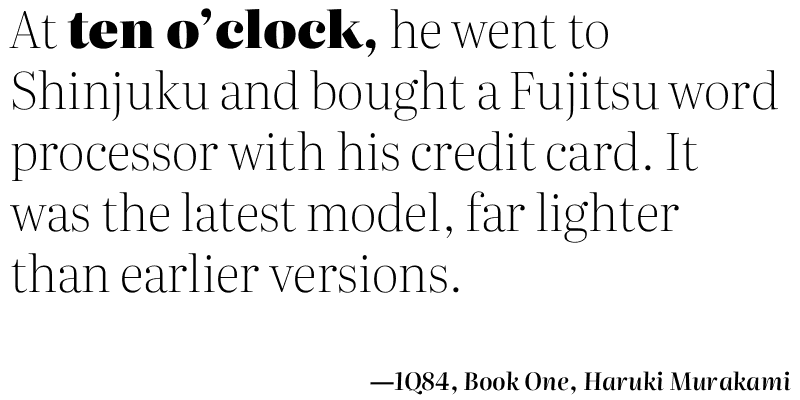 At ten o’clock, he went to
Shinjuku and bought a Fujitsu word
processor with his credit card. It
was the latest model, far lighter
than earlier versions.
—1Q84, Book One, Haruki Murakami